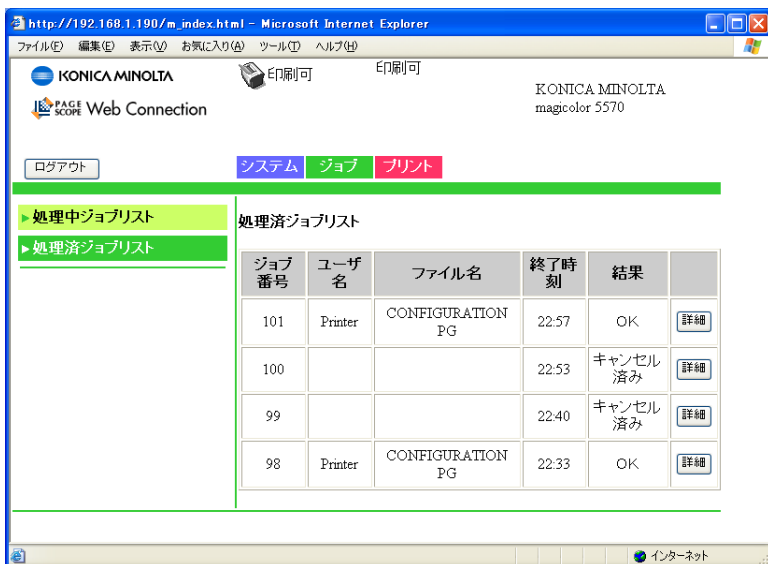 http://192.168.1.190/m_index.html - Microsoft Internet Explorer
ファイル(F) 編集(E) 表示(V) お気に入り(A) ツール(T) ヘルプ(H)
KONICA MINOLTA
印刷可
印刷可
KONICA MINOLTA
magicolor 5570
PAGE SCOPE Web Connection
ログアウト
システム ジョブ プリント
処理中ジョブリスト
処理済ジョブリスト
処理済ジョブリスト
ジョブ番号 ユーザ名 ファイル名 終了時刻 結果
101 Printer CONFIGURATION PG 22:57 OK 詳細
100 22:53 キャンセル済み 詳細
99 22:40 キャンセル済み 詳細
98 Printer CONFIGURATION PG 22:33 OK 詳細
インターネット